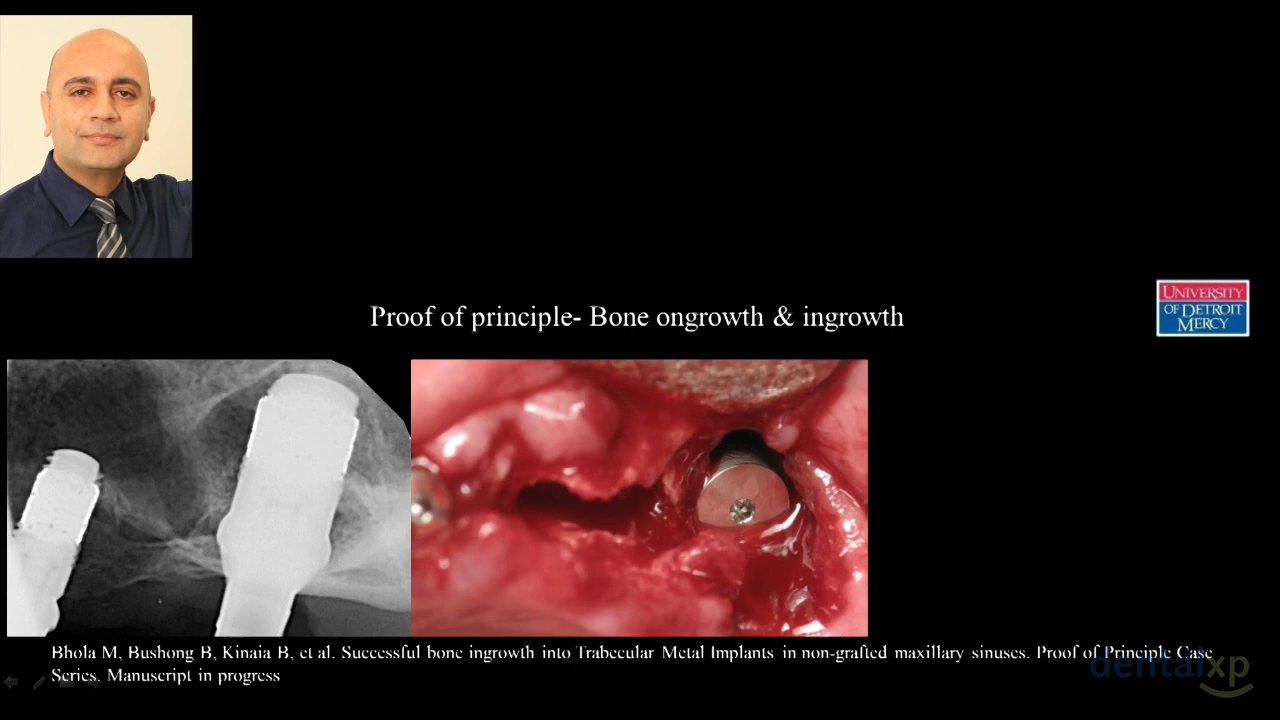 Proof of principle- Bone ongrowth & ingrowth
UNIVERSITY
OF DETROIT
MERCY
Bhola M, Bushong B, Kinaia B, et al. Successful bone ingrowth into Trabecular Metal Implants in non-grafted maxillary sinuses. Proof of Principle Case
Series. Manuscript in progress
dentalxp